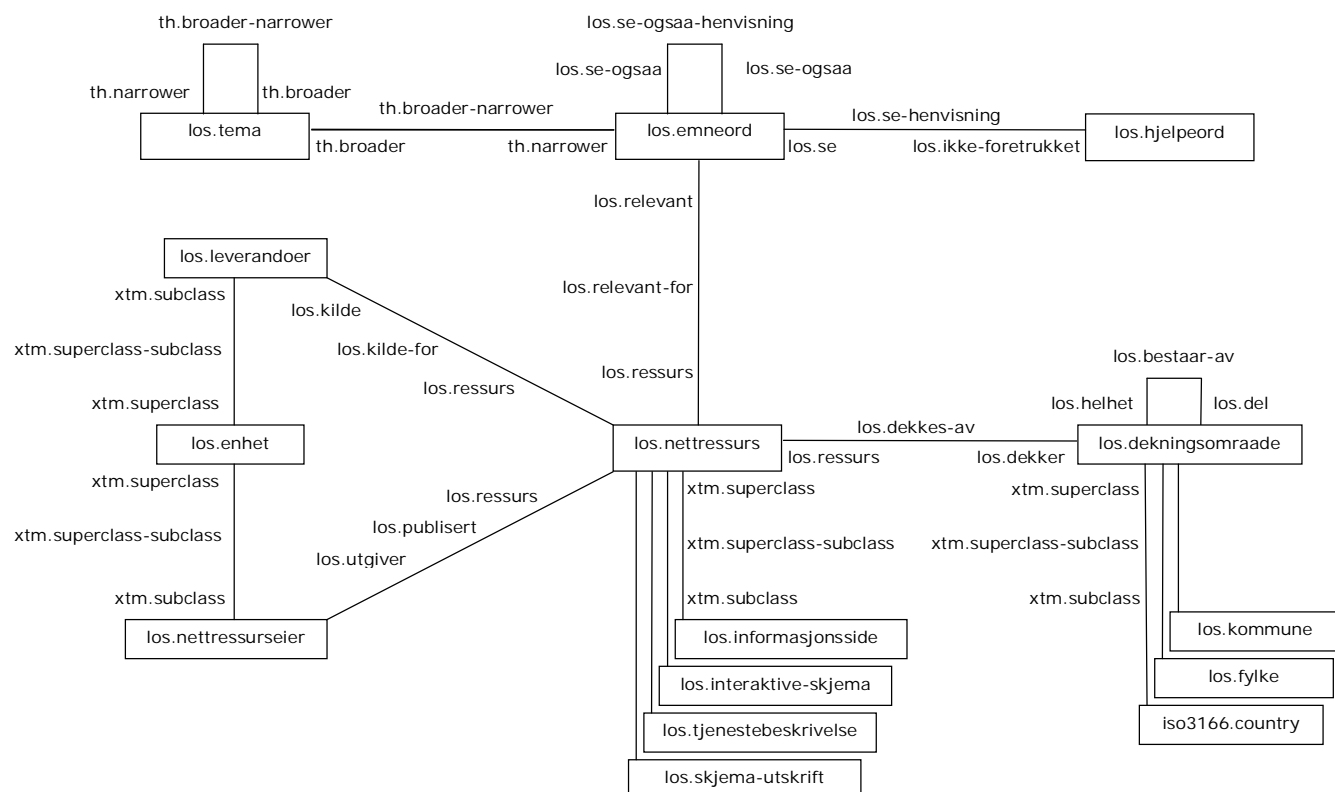 th.broader-narrower
los.se-ogsaa-henvisning
los.se-ogsaa
los.se-ogsaa
th.narrower
th.broader
th.broader-narrower
los.se-henvisning
los.tema
los.emneord
los.hjelpeord
th.broader
th.narrower
los.se
los.ikke-foretrukket
los.relevant
los.leverandoer
los.relevant-for
xtm.subclass
los.kilde
xtm.superclass-subclass
los.kilde-for
los.bestaar-av
los.ressurs
los.ressurs
xtm.superclass
los.helhet
los.del
los.dekkes-av
los.enhet
los.nettressurs
los.dekningsomraade
los.ressurs
los.dekker
xtm.superclass
xtm.superclass
xtm.superclass
los.ressurs
los.publisert
xtm.superclass-subclass
xtm.superclass-subclass
xtm.superclass-subclass
los.utgiver
xtm.subclass
xtm.subclass
xtm.subclass
los.nettressurseier
los.informasjonsside
los.kommune
los.interaktive-skjema
los.fylke
los.tjenestebeskrivelse
iso3166.country
los.skjema-utskrift